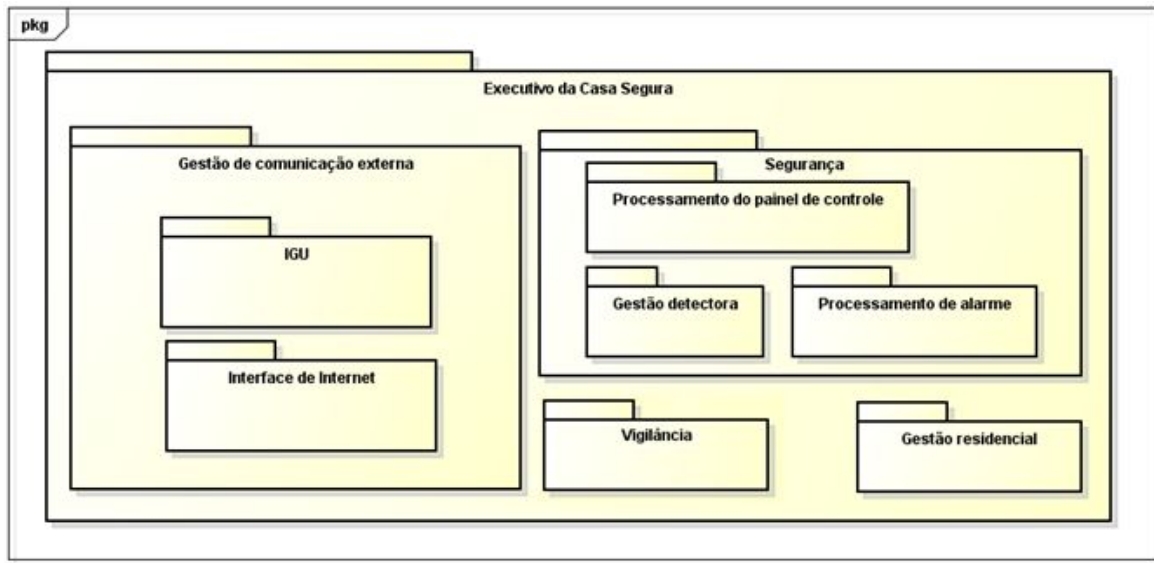 pkg
Executivo da Casa Segura
Gestão de comunicação externa
IGU
Interface de Internet
Segurança
Processamento do painel de controle
Gestão detectora
Processamento de alarme
Vigilância
Gestão residencial